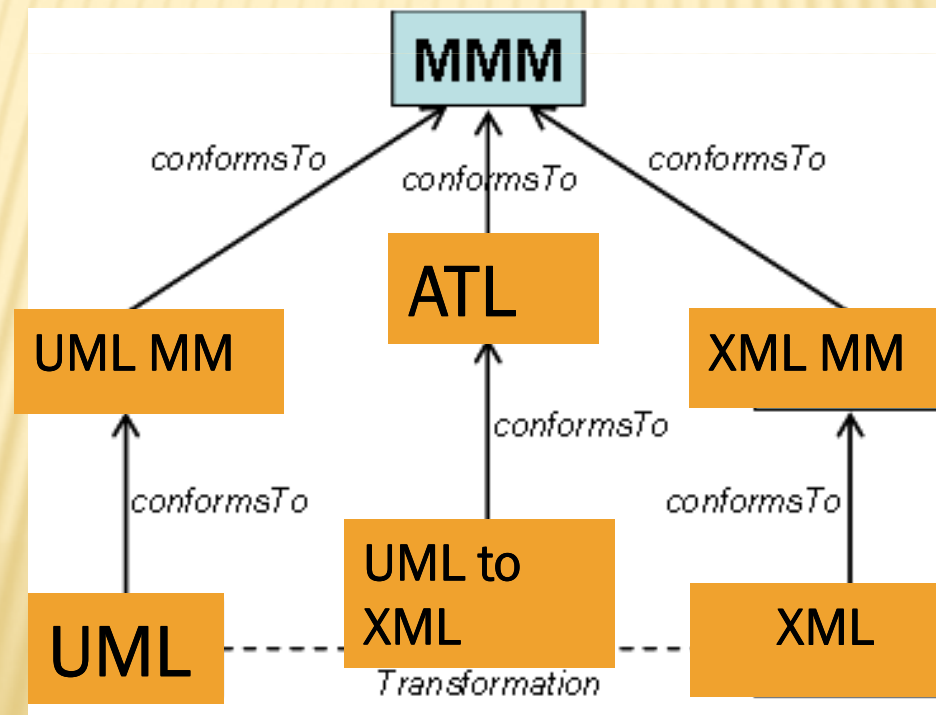 MMM
conformsTo
conformsTo
conformsTo
ATL
UML MM
XML MM
conformsTo
conformsTo
conformsTo
UML to
XML
UML
XML
Transformation